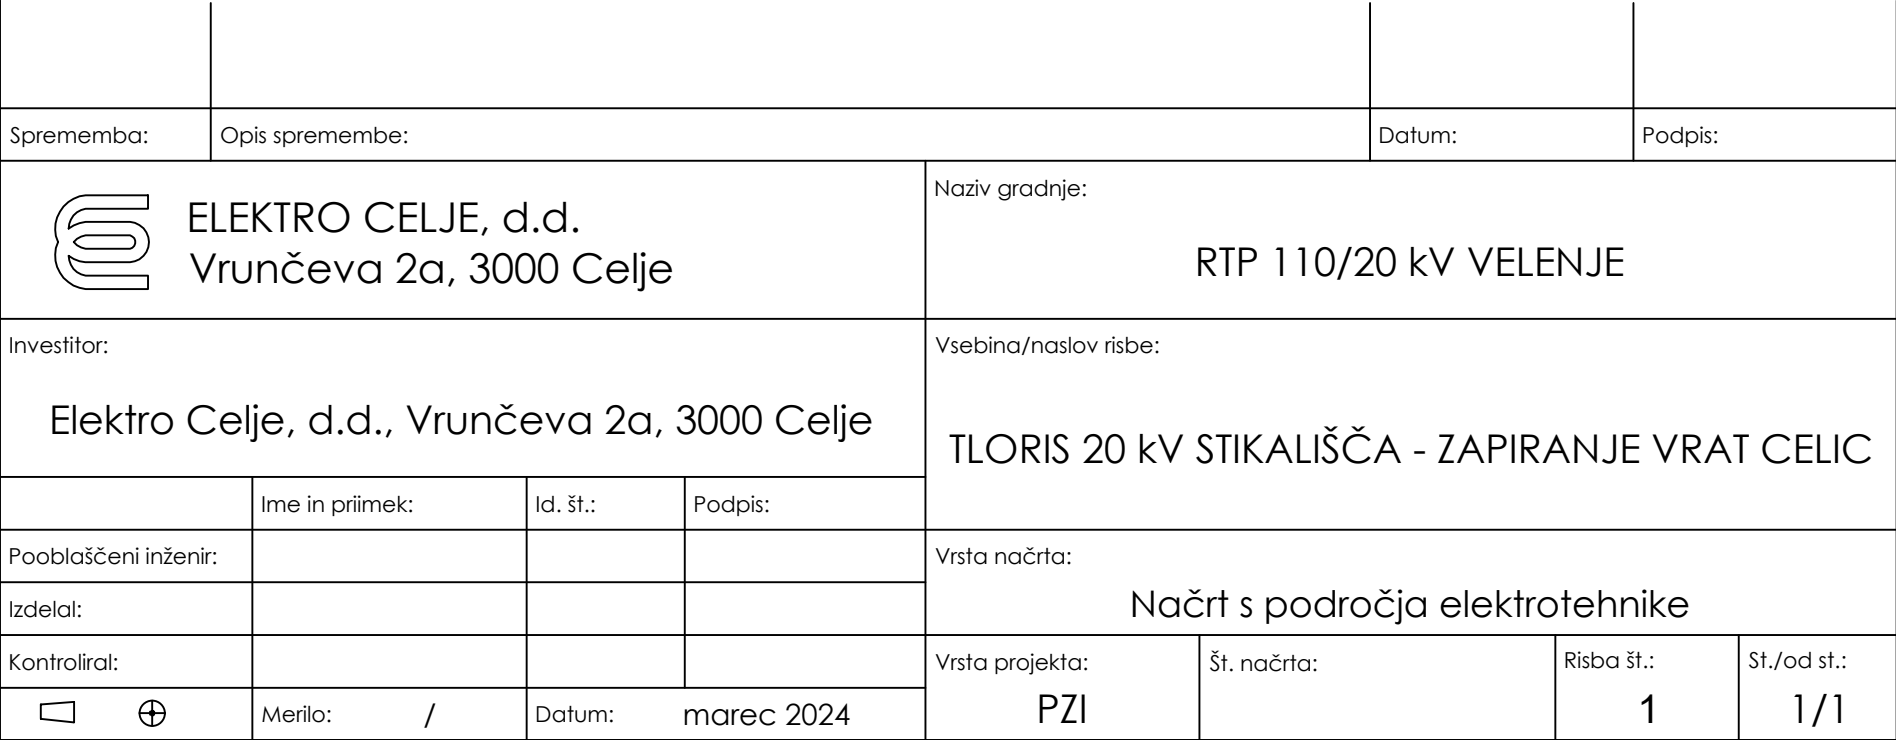 Sprememba:
Opis spremembe:
Datum:
Podpis:
ELEKTRO CELJE, d.d.
Vrunčeva 2a, 3000 Celje
Naziv gradnje:
RTP 110/20 kV VELENJE
Investitor:
Elektro Celje, d.d., Vrunčeva 2a, 3000 Celje
Vsebina/naslov risbe:
TLORIS 20 kV STIKALIŠČA - ZAPIRANJE VRAT CELIC
Ime in priimek:
Id. št.:
Podpis:
Pooblaščeni inženir:
Izdelal:
Kontroliral:
Vrsta načrta:
Načrt s področja elektrotehnike
Vrsta projekta:
PZI
Št. načrta:
Risba št.:
1
St./od st.:
1/1
Merilo: /
Datum: marec 2024